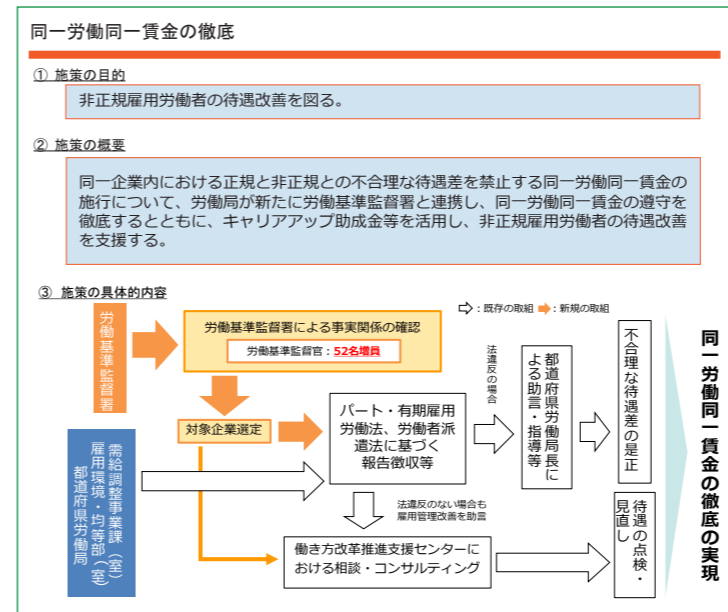 同一労働同一賃金の徹底
① 施策の目的
非正規雇用労働者の待遇改善を図る。
② 施策の概要
同一企業内における正規と非正規との不合理な待遇差を禁止する同一労働同一賃金の
施行について、労働局が新たに労働基準監督署と連携し、同一労働同一賃金の遵守を
徹底するとともに、キャリアアップ助成金等を活用し、非正規雇用労働者の待遇改善
を支援する。
③ 施策の具体的内容
：既存の取組 ：新規の取組
労働基準監督署
労働基準監督署による事実関係の確認
労働基準監督官：52名増員
対象企業選定
パート・有期雇用
労働法、労働者派
遣法に基づく
報告徴収等
法違反の場合
都道府県労働局長に
よる助言・指導等
不合理な待遇差の是正
同一労働同一賃金の徹底の実現
需給調整事業課（室）
雇用環境・均等部（室）
都道府県労働局
法違反のない場合も
雇用管理改善を助言
働き方改革推進支援センターに
おける相談・コンサルティング
待遇の点検・
見直し